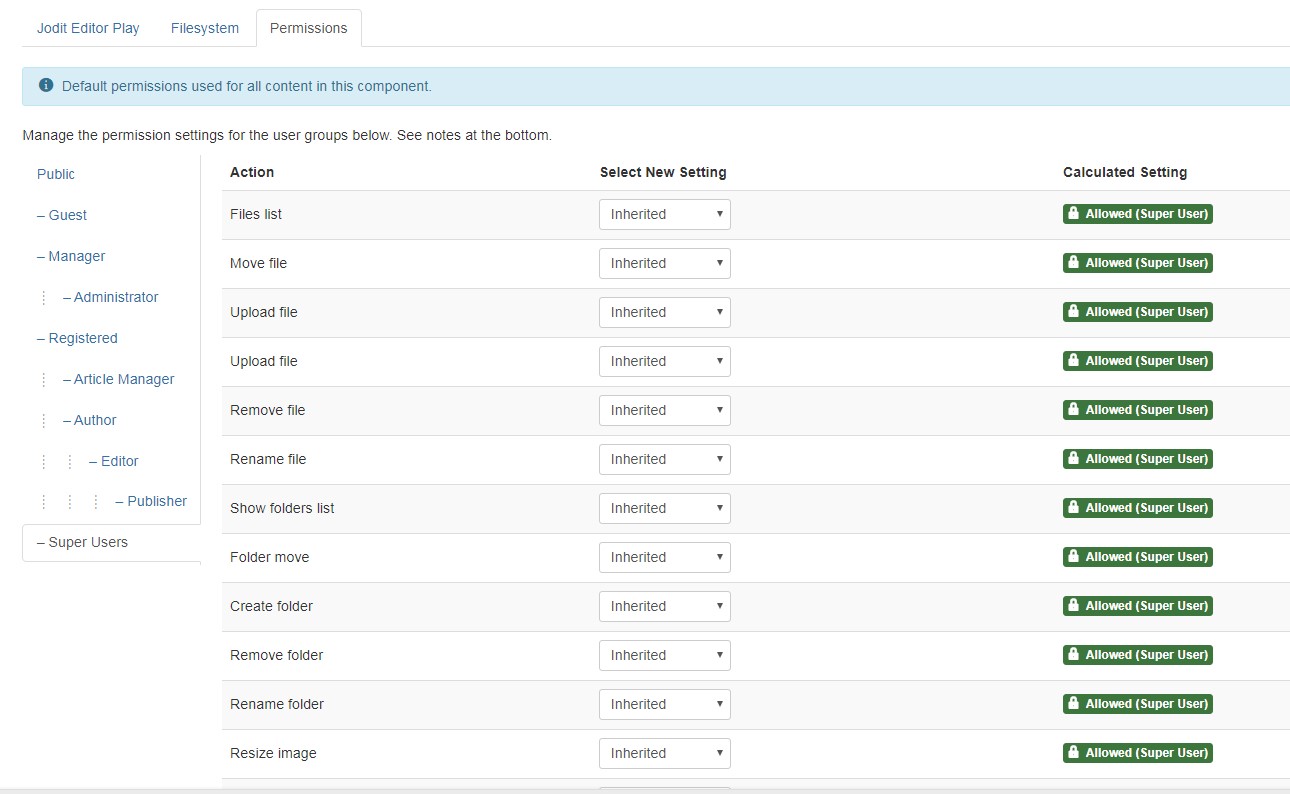 Jodit Editor Play Filesystem Permissions
Default permissions used for all content in this component.
Manage the permission settings for the user groups below. See notes at the bottom.
Public
– Guest
– Manager
– Administrator
– Registered
– Article Manager
– Author
– Editor
– Publisher
– Super Users
Action Select New Setting Calculated Setting
Files list Inherited Allowed (Super User)
Move file Inherited Allowed (Super User)
Upload file Inherited Allowed (Super User)
Upload file Inherited Allowed (Super User)
Remove file Inherited Allowed (Super User)
Rename file Inherited Allowed (Super User)
Show folders list Inherited Allowed (Super User)
Folder move Inherited Allowed (Super User)
Create folder Inherited Allowed (Super User)
Remove folder Inherited Allowed (Super User)
Rename folder Inherited Allowed (Super User)
Resize image Inherited Allowed (Super User)